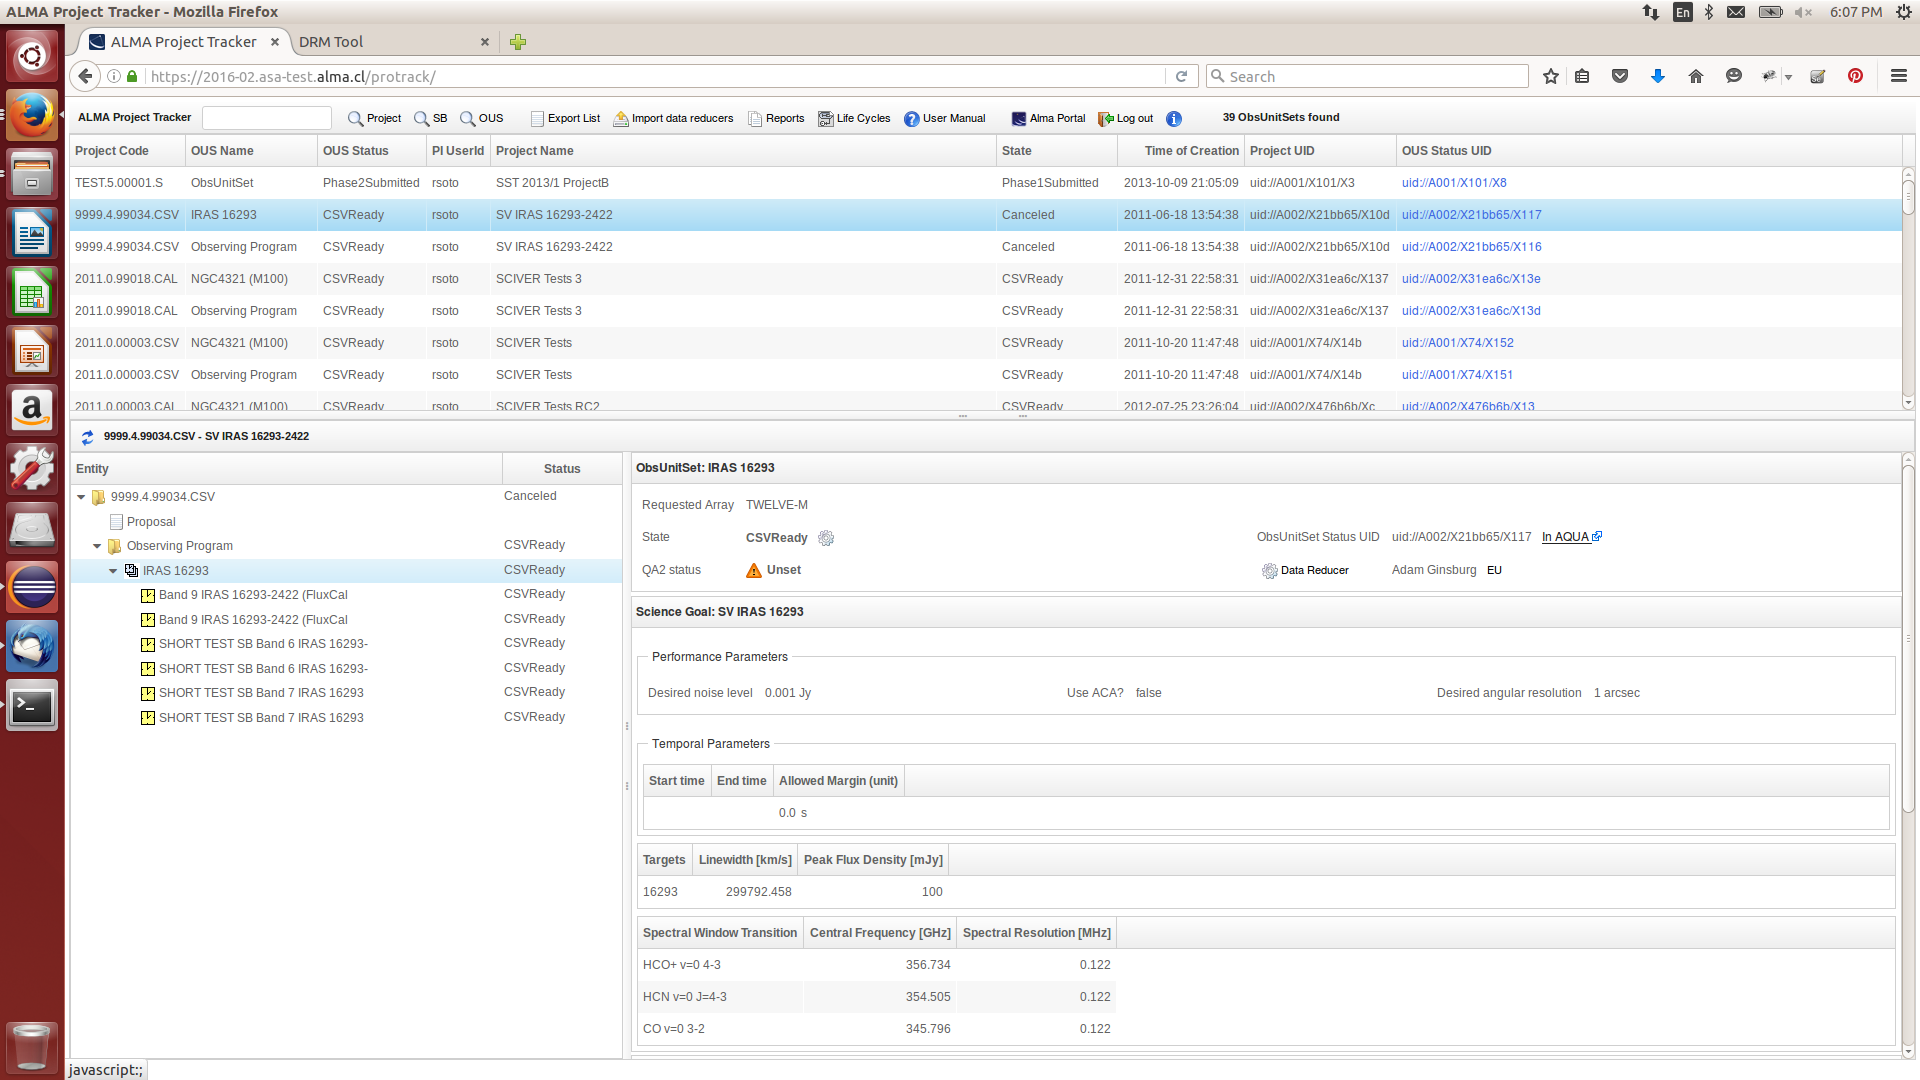 ALMA Project Tracker - Mozilla Firefox
En
6:07 PM
ALMA Project Tracker
DRM Tool
https://2016-02.asa-test.alma.cl/protrack/
Search
ALMA Project Tracker Project SB OUS Export List Import data reducers Reports Life Cycles User Manual Alma Portal Log out 39 ObsUnitSets found
Project Code OUS Name OUS Status PI UserId Project Name State Time of Creation Project UID OUS Status UID
TEST.5.00001.S ObsUnitSet Phase2Submitted rsoto SST 2013/1 ProjectB Phase1Submitted 2013-10-09 21:05:09 uid://A001/X101/X3 uid://A001/X101/X8
9999.4.99034.CSV IRAS 16293 CSVReady rsoto SV IRAS 16293-2422 Canceled 2011-06-18 13:54:38 uid://A002/X21bb65/X10d uid://A002/X21bb65/X117
9999.4.99034.CSV Observing Program CSVReady rsoto SV IRAS 16293-2422 Canceled 2011-06-18 13:54:38 uid://A002/X21bb65/X10d uid://A002/X21bb65/X116
2011.0.99018.CAL NGC4321 (M100) CSVReady rsoto SCIVER Tests 3 CSVReady 2011-12-31 22:58:31 uid://A002/X31ea6c/X137 uid://A002/X31ea6c/X13e
2011.0.99018.CAL Observing Program CSVReady rsoto SCIVER Tests 3 CSVReady 2011-12-31 22:58:31 uid://A002/X31ea6c/X137 uid://A002/X31ea6c/X13d
2011.0.00003.CSV NGC4321 (M100) CSVReady rsoto SCIVER Tests CSVReady 2011-10-20 11:47:48 uid://A001/X74/X14b uid://A001/X74/X152
2011.0.00003.CSV Observing Program CSVReady rsoto SCIVER Tests CSVReady 2011-10-20 11:47:48 uid://A001/X74/X14b uid://A001/X74/X151
2011.0.00003.CAL NGC4321 (M100) CSVReady rsoto SCIVER Tests RC2 CSVReady 2012-07-25 23:26:04 uid://A002/X476b6b/Xc uid://A002/X476b6b/X13
9999.4.99034.CSV - SV IRAS 16293-2422
Entity Status
9999.4.99034.CSV Canceled
Proposal
Observing Program CSVReady
IRAS 16293 CSVReady
Band 9 IRAS 16293-2422 (FluxCal CSVReady
Band 9 IRAS 16293-2422 (FluxCal CSVReady
SHORT TEST SB Band 6 IRAS 16293- CSVReady
SHORT TEST SB Band 6 IRAS 16293- CSVReady
SHORT TEST SB Band 7 IRAS 16293 CSVReady
SHORT TEST SB Band 7 IRAS 16293 CSVReady
ObsUnitSet: IRAS 16293
Requested Array TWELVE-M
State CSVReady ObsUnitSet Status UID uid://A002/X21bb65/X117 In AQUA
QA2 status Unset Data Reducer Adam Ginsburg EU
Science Goal: SV IRAS 16293
Performance Parameters
Desired noise level 0.001 Jy Use ACA? false Desired angular resolution 1 arcsec
Temporal Parameters
Start time End time Allowed Margin (unit)
0.0 s
Targets Linewidth [km/s] Peak Flux Density [mJy]
16293 299792.458 100
Spectral Window Transition Central Frequency [GHz] Spectral Resolution [MHz]
HCO+ v=0 4-3 356.734 0.122
HCN v=0 J=4-3 354.505 0.122
CO v=0 3-2 345.796 0.122
javascript:;